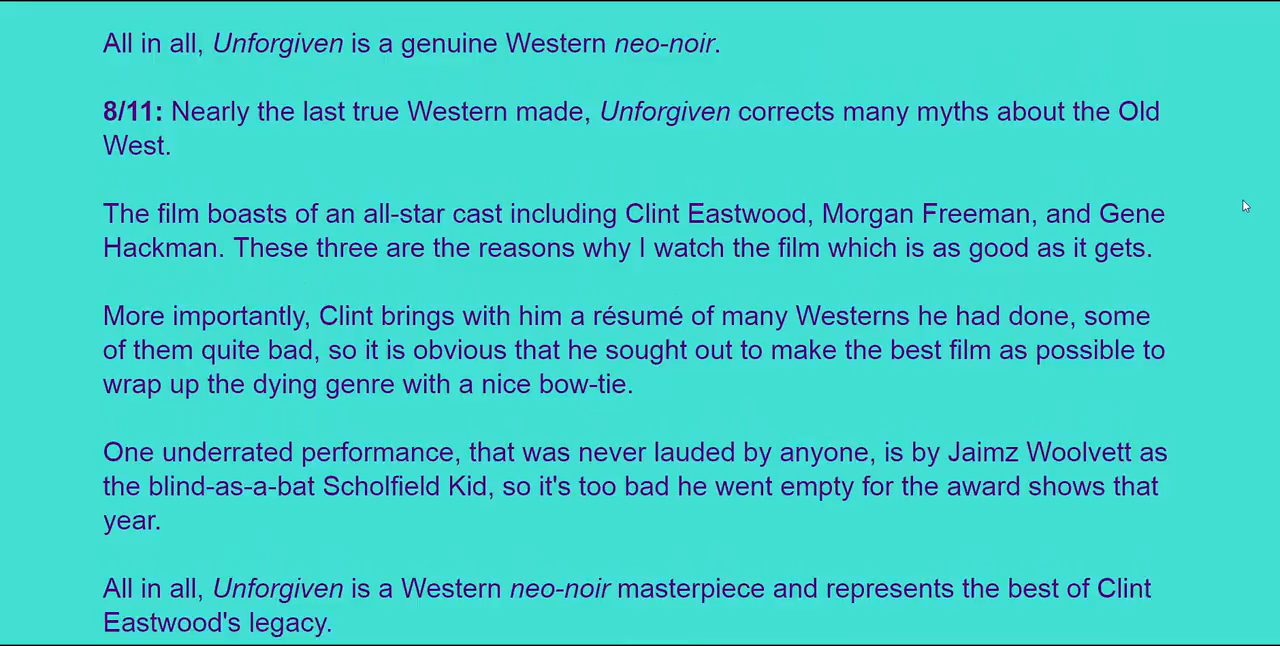 All in all, Unforgiven is a genuine Western neo-noir.
8/11: Nearly the last true Western made, Unforgiven corrects many myths about the Old
West.
The film boasts of an all-star cast including Clint Eastwood, Morgan Freeman, and Gene
Hackman. These three are the reasons why I watch the film which is as good as it gets.
More importantly, Clint brings with him a résumé of many Westerns he had done, some
of them quite bad, so it is obvious that he sought out to make the best film as possible to
wrap up the dying genre with a nice bow-tie.
One underrated performance, that was never lauded by anyone, is by Jaimz Woolvett as
the blind-as-a-bat Scholfield Kid, so it's too bad he went empty for the award shows that
year.
All in all, Unforgiven is a Western neo-noir masterpiece and represents the best of Clint
Eastwood's legacy.